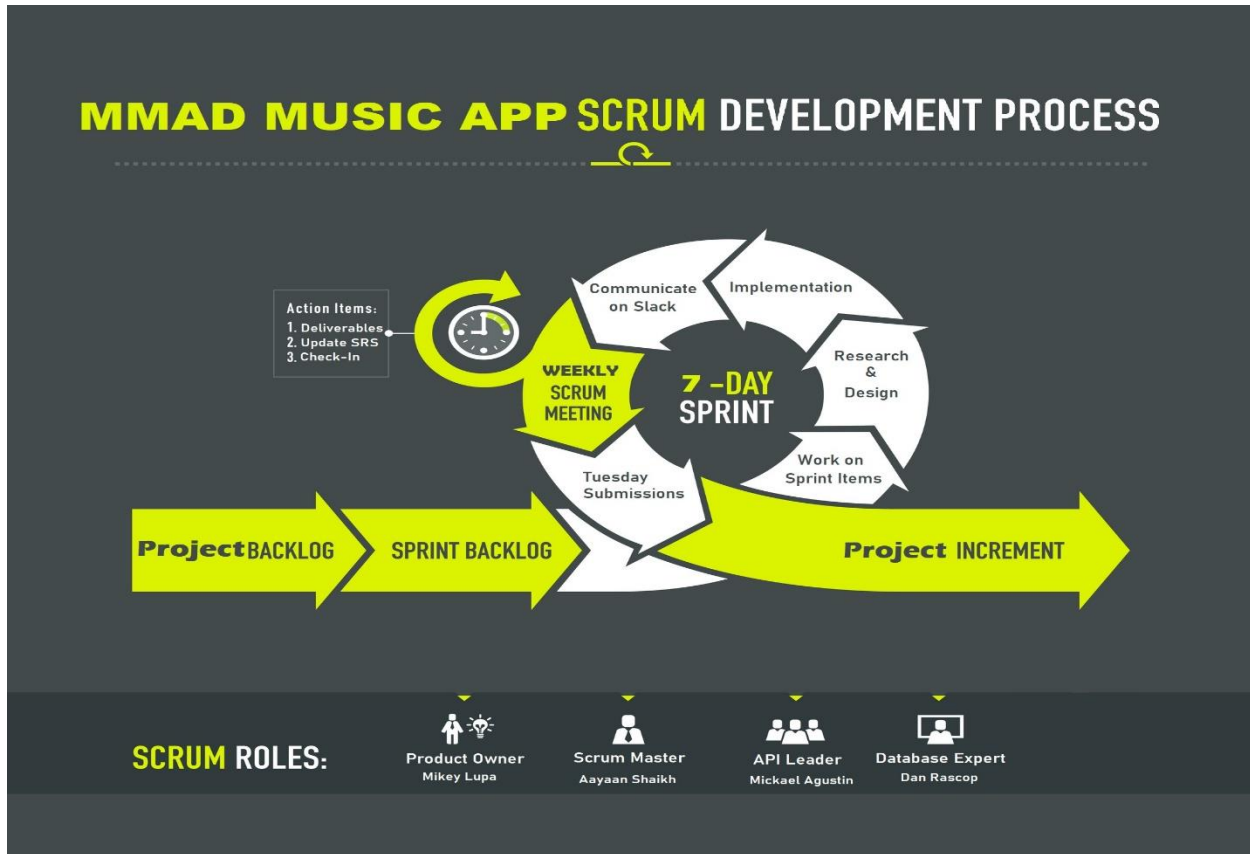 MMAD MUSIC APP SCRUM DEVELOPMENT PROCESS
Action Items:
1. Deliverables
2. Update SRS
3. Check-In
WEEKLY
SCRUM
MEETING
Communicate
on Slack
Implementation
Research
&
Design
Work on
Sprint Items
7 -DAY
SPRINT
Tuesday
Submissions
Project BACKLOG
SPRINT BACKLOG
Project INCREMENT
SCRUM ROLES:
Product Owner
Mikey Lupa
Scrum Master
Aayaan Shaikh
API Leader
Mickael Agustin
Database Expert
Dan Rascop